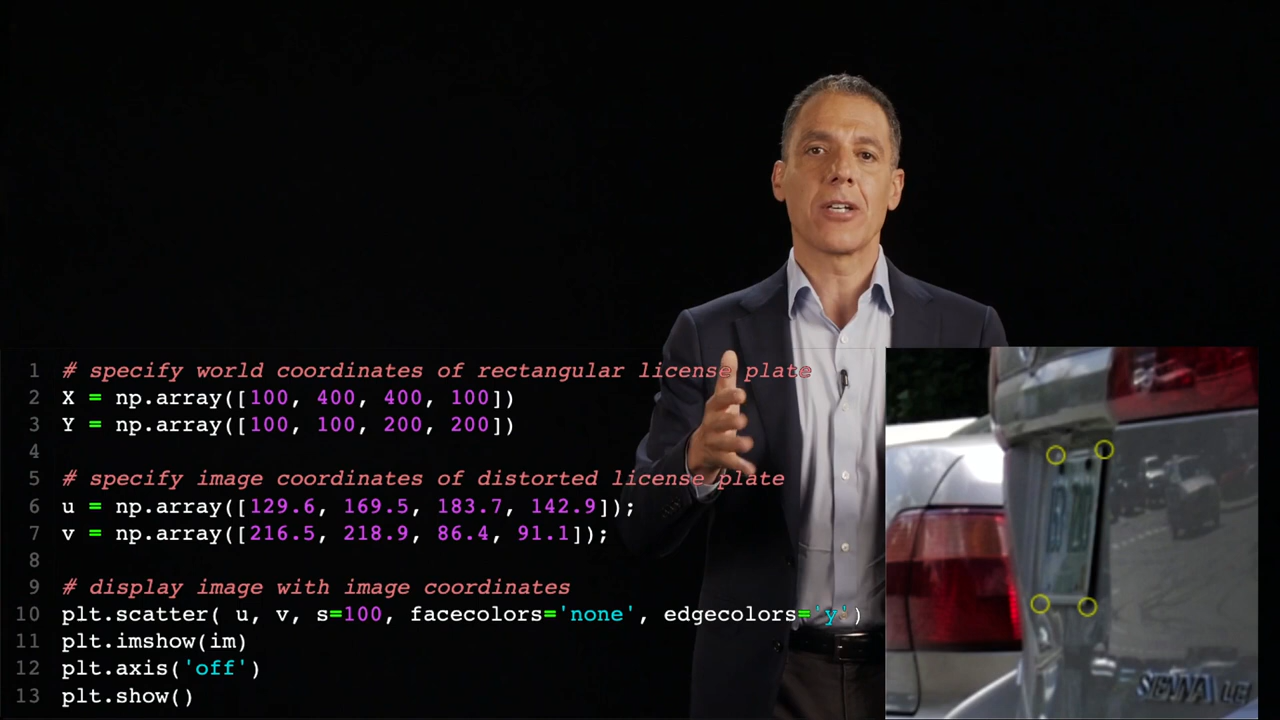 1 # specify world coordinates of rectangular license plate
2 X = np.array([100, 400, 400, 100])
3 Y = np.array([100, 100, 200, 200])
4
5 # specify image coordinates of distorted license plate
6 u = np.array([129.6, 169.5, 183.7, 142.9]);
7 v = np.array([216.5, 218.9, 86.4, 91.1]);
8
9 # display image with image coordinates
10 plt.scatter( u, v, s=100, facecolors='none', edgecolors='y')
11 plt.imshow(im)
12 plt.axis('off')
13 plt.show()
SIENNA LE